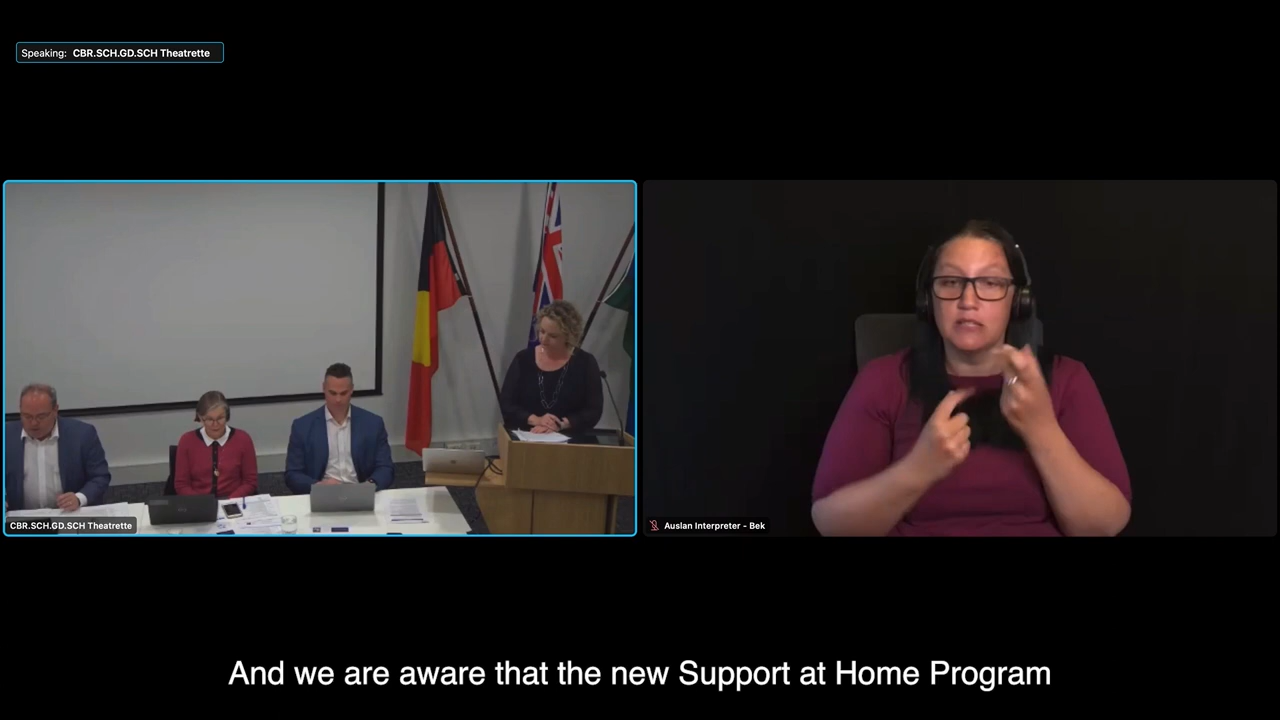 Speaking: CBR.SCH.GD.SCH Theatrette
CBR.SCH.GD.SCH Theatrette
Auslan Interpreter - Bek
And we are aware that the new Support at Home Program